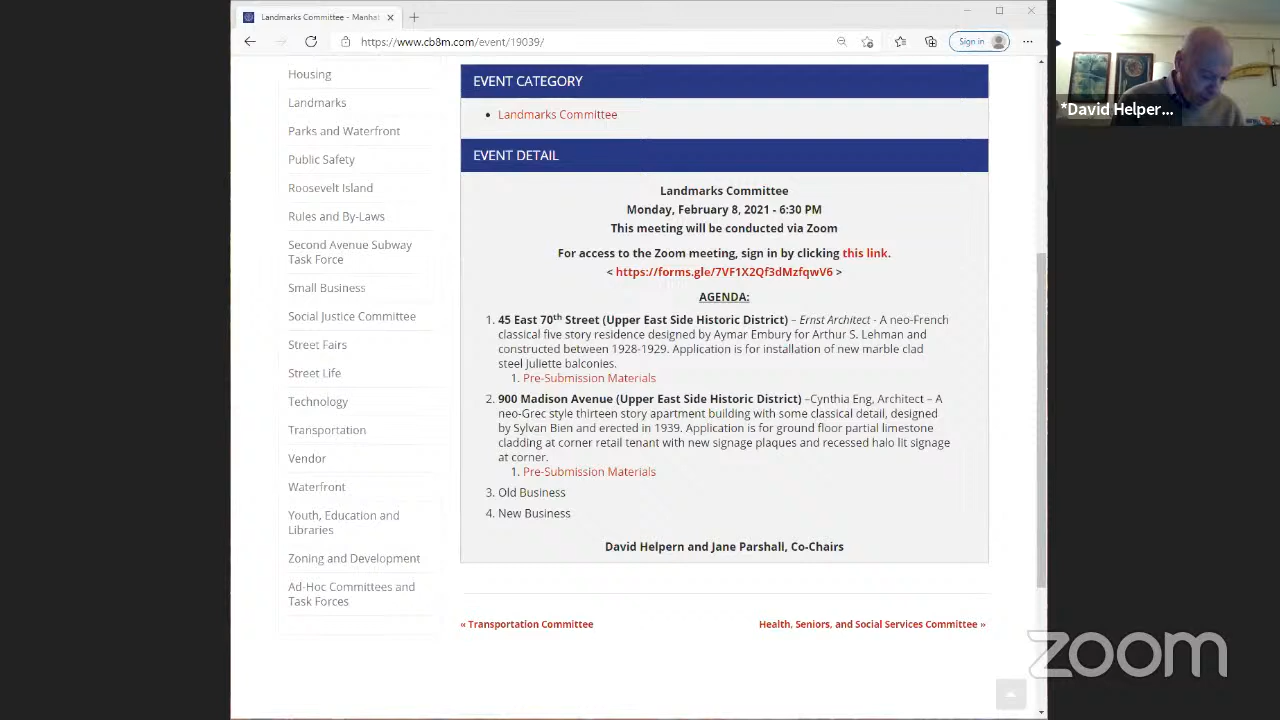 Landmarks Committee - Manhat
https://www.cb8m.com/event/19039/
Sign in
Housing
Landmarks
Parks and Waterfront
Public Safety
Roosevelt Island
Rules and By-Laws
Second Avenue Subway
Task Force
Small Business
Social Justice Committee
Street Fairs
Street Life
Technology
Transportation
Vendor
Waterfront
Youth, Education and
Libraries
Zoning and Development
Ad-Hoc Committees and
Task Forces
EVENT CATEGORY
Landmarks Committee
EVENT DETAIL
Landmarks Committee
Monday, February 8, 2021 - 6:30 PM
This meeting will be conducted via Zoom
For access to the Zoom meeting, sign in by clicking this link.
< https://forms.gle/7VF1X2Qf3dMzfqwV6 >
AGENDA:
1. 45 East 70th Street (Upper East Side Historic District) – Ernst Architect - A neo-French
classical five story residence designed by Aymar Embury for Arthur S. Lehman and
constructed between 1928-1929. Application is for installation of new marble clad
steel Juliette balconies.
1. Pre-Submission Materials
2. 900 Madison Avenue (Upper East Side Historic District) –Cynthia Eng, Architect – A
neo-Grec style thirteen story apartment building with some classical detail, designed
by Sylvan Bien and erected in 1939. Application is for ground floor partial limestone
cladding at corner retail tenant with new signage plaques and recessed halo lit signage
at corner.
1. Pre-Submission Materials
3. Old Business
4. New Business
David Helpern and Jane Parshall, Co-Chairs
« Transportation Committee
Health, Seniors, and Social Services Committee »
*David Helper...
zoom